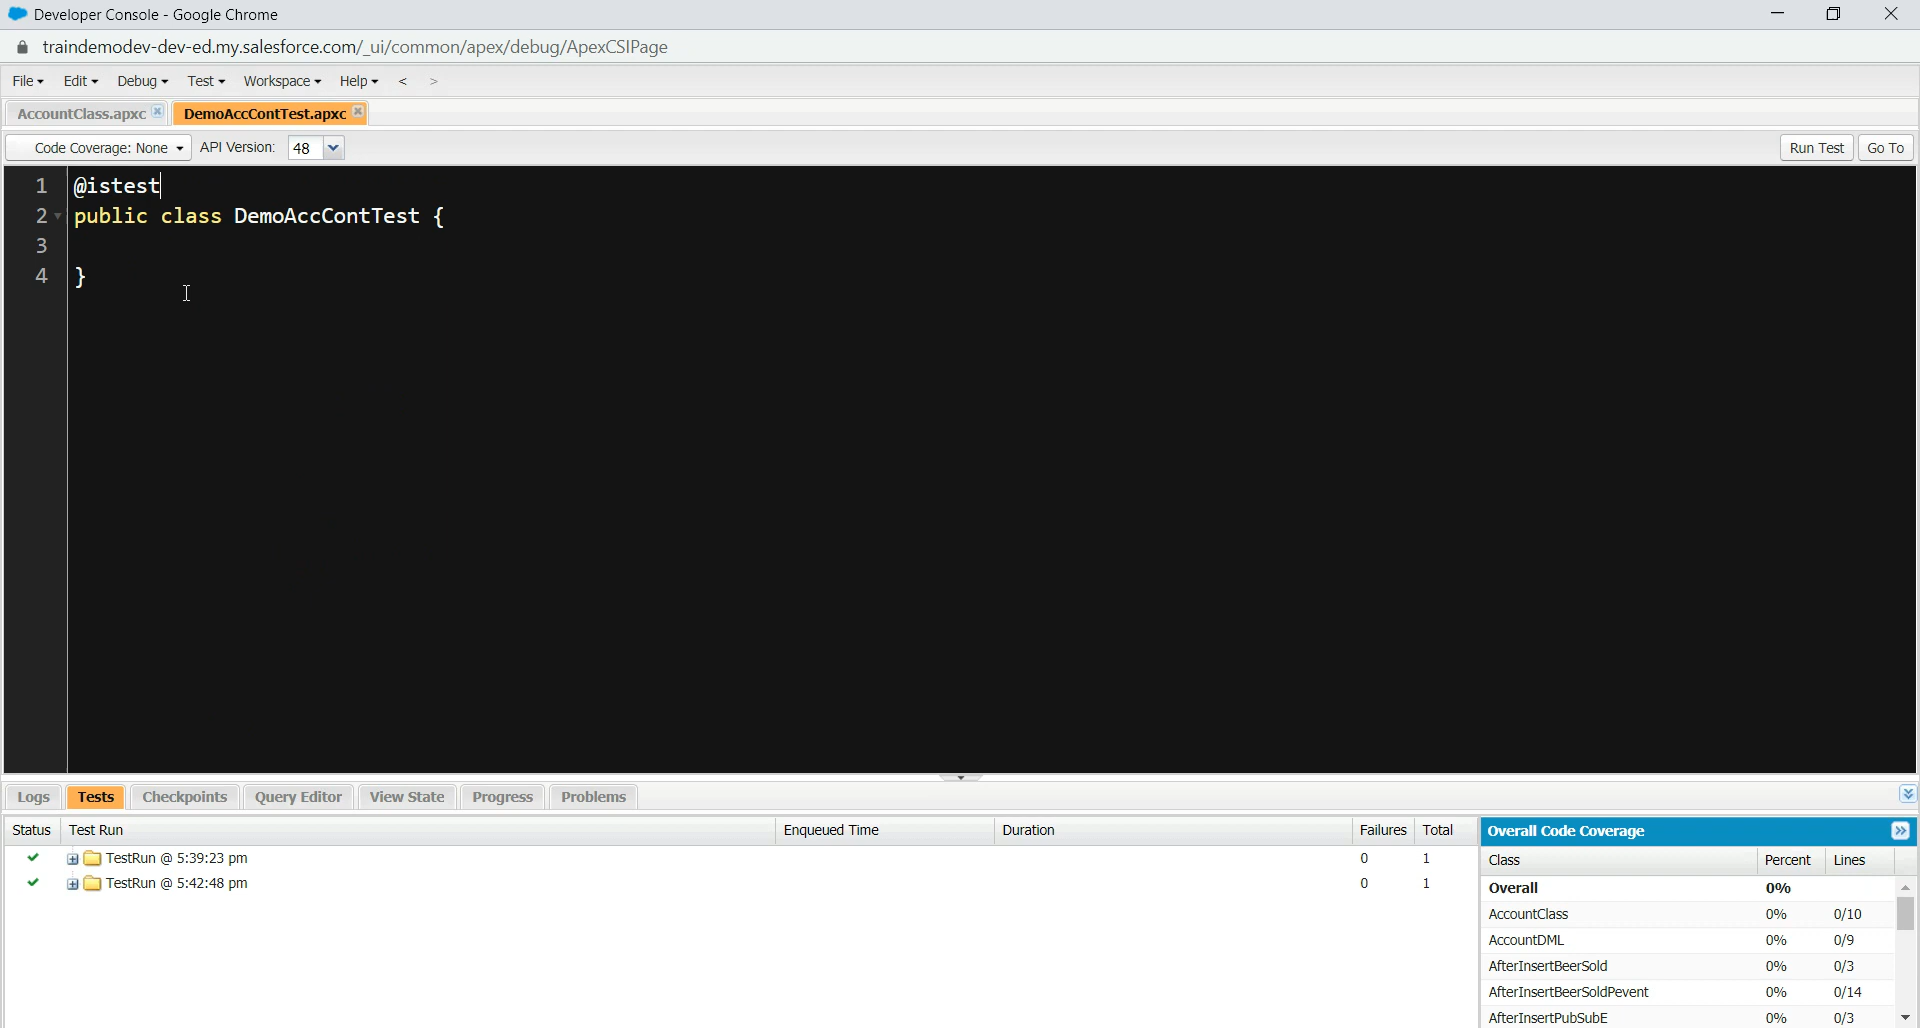 Developer Console - Google Chrome
traindemodev-dev-ed.my.salesforce.com/_ui/common/apex/debug/ApexCSIPage
File Edit Debug Test Workspace Help < >
AccountClass.apxc DemoAccContTest.apxc
Code Coverage: None API Version: 48 Run Test Go To
1 @istest
2 public class DemoAccContTest {
3
4 }
Logs Tests Checkpoints Query Editor View State Progress Problems
Status Test Run Enqueued Time Duration Failures Total Overall Code Coverage
Class Percent Lines
TestRun @ 5:39:23 pm 0 1
TestRun @ 5:42:48 pm 0 1
Overall 0%
AccountClass 0% 0/10
AccountDML 0% 0/9
AfterInsertBeerSold 0% 0/3
AfterInsertBeerSoldPevent 0% 0/14
AfterInsertPubSubE 0% 0/3